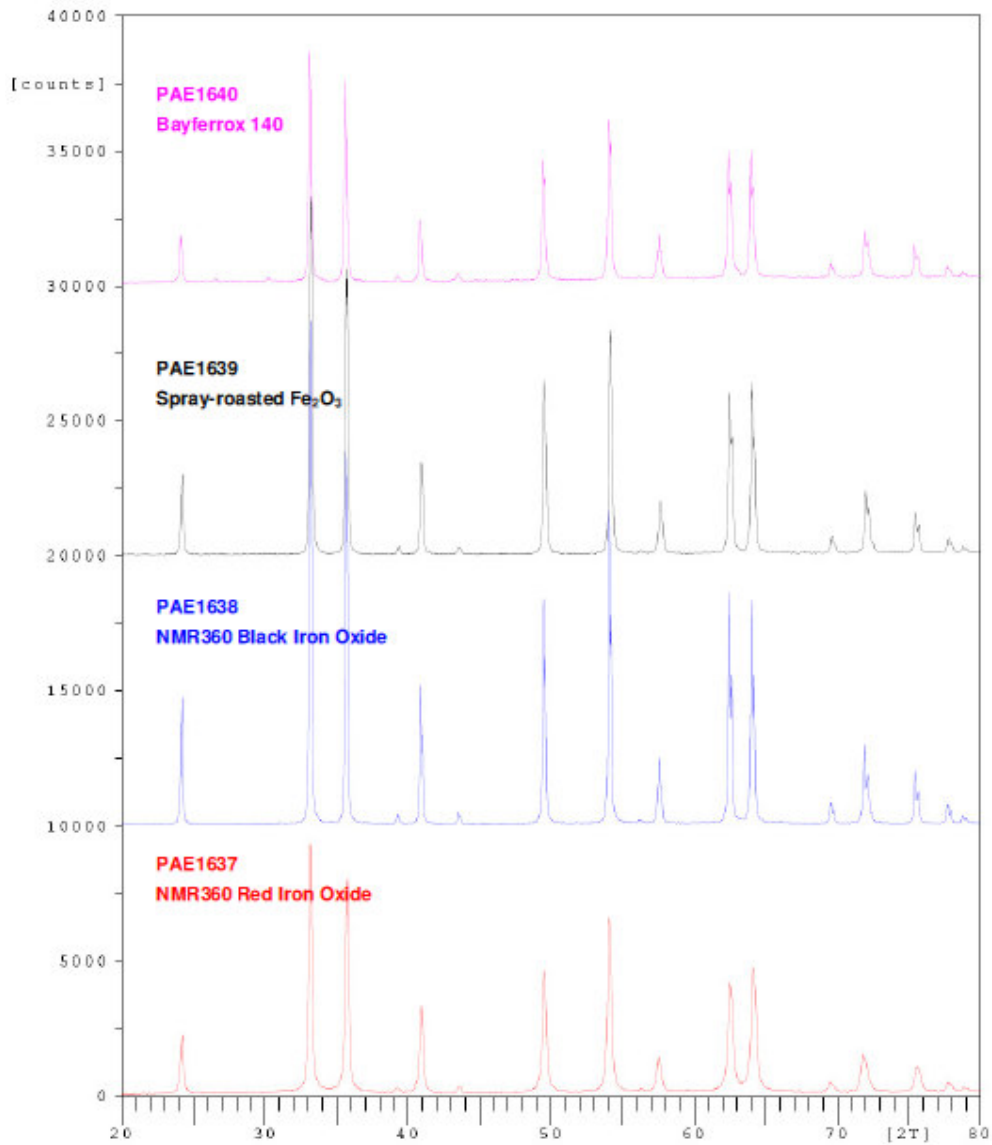 40000
[counts]
PAE1640
Bayferrox 140
35000
30000
PAE1639
Spray-roasted Fe₂O₃
25000
20000
PAE1638
NMR360 Black Iron Oxide
15000
10000
PAE1637
NMR360 Red Iron Oxide
5000
0
20 30 40 50 60 70 [2T] 80